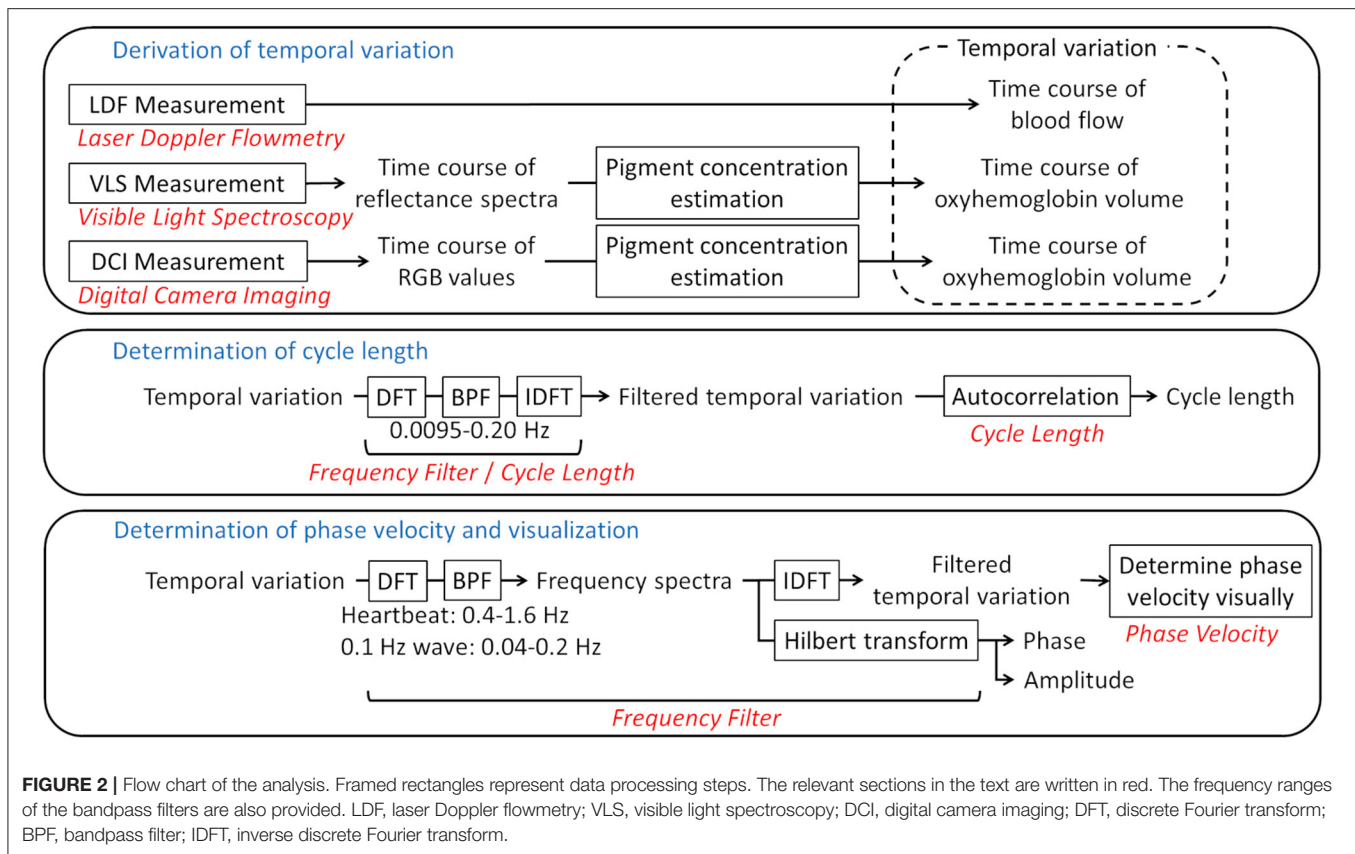 Derivation of temporal variation
Temporal variation
LDF Measurement
Laser Doppler Flowmetry
Time course of
blood flow
VLS Measurement
Visible Light Spectroscopy
Time course of
reflectance spectra
Pigment concentration
estimation
Time course of
oxyhemoglobin volume
DCI Measurement
Digital Camera Imaging
Time course of
RGB values
Pigment concentration
estimation
Time course of
oxyhemoglobin volume
Determination of cycle length
Temporal variation
DFT
BPF
IDFT
0.0095-0.20 Hz
Frequency Filter / Cycle Length
Filtered temporal variation
Autocorrelation
Cycle Length
Cycle length
Determination of phase velocity and visualization
Temporal variation
DFT
BPF
Heartbeat: 0.4-1.6 Hz
0.1 Hz wave: 0.04-0.2 Hz
Frequency spectra
IDFT
Filtered
temporal variation
Determine phase
velocity visually
Phase Velocity
Hilbert transform
Phase
Amplitude
Frequency Filter
FIGURE 2 | Flow chart of the analysis. Framed rectangles represent data processing steps. The relevant sections in the text are written in red. The frequency ranges
of the bandpass filters are also provided. LDF, laser Doppler flowmetry; VLS, visible light spectroscopy; DCI, digital camera imaging; DFT, discrete Fourier transform;
BPF, bandpass filter; IDFT, inverse discrete Fourier transform.